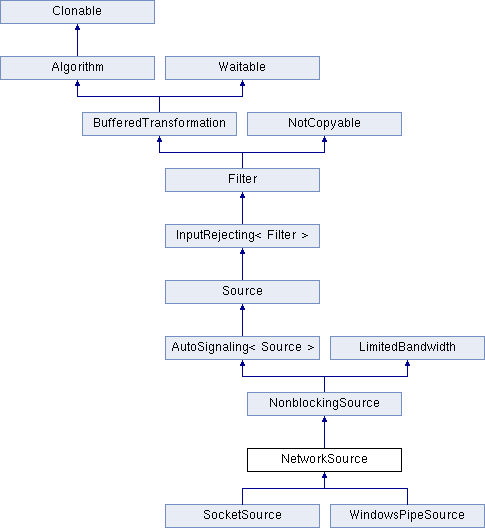 Clonable
Algorithm
Waitable
BufferedTransformation
NotCopyable
Filter
InputRejecting< Filter >
Source
AutoSignaling< Source >
LimitedBandwidth
NonblockingSource
NetworkSource
SocketSource
WindowsPipeSource